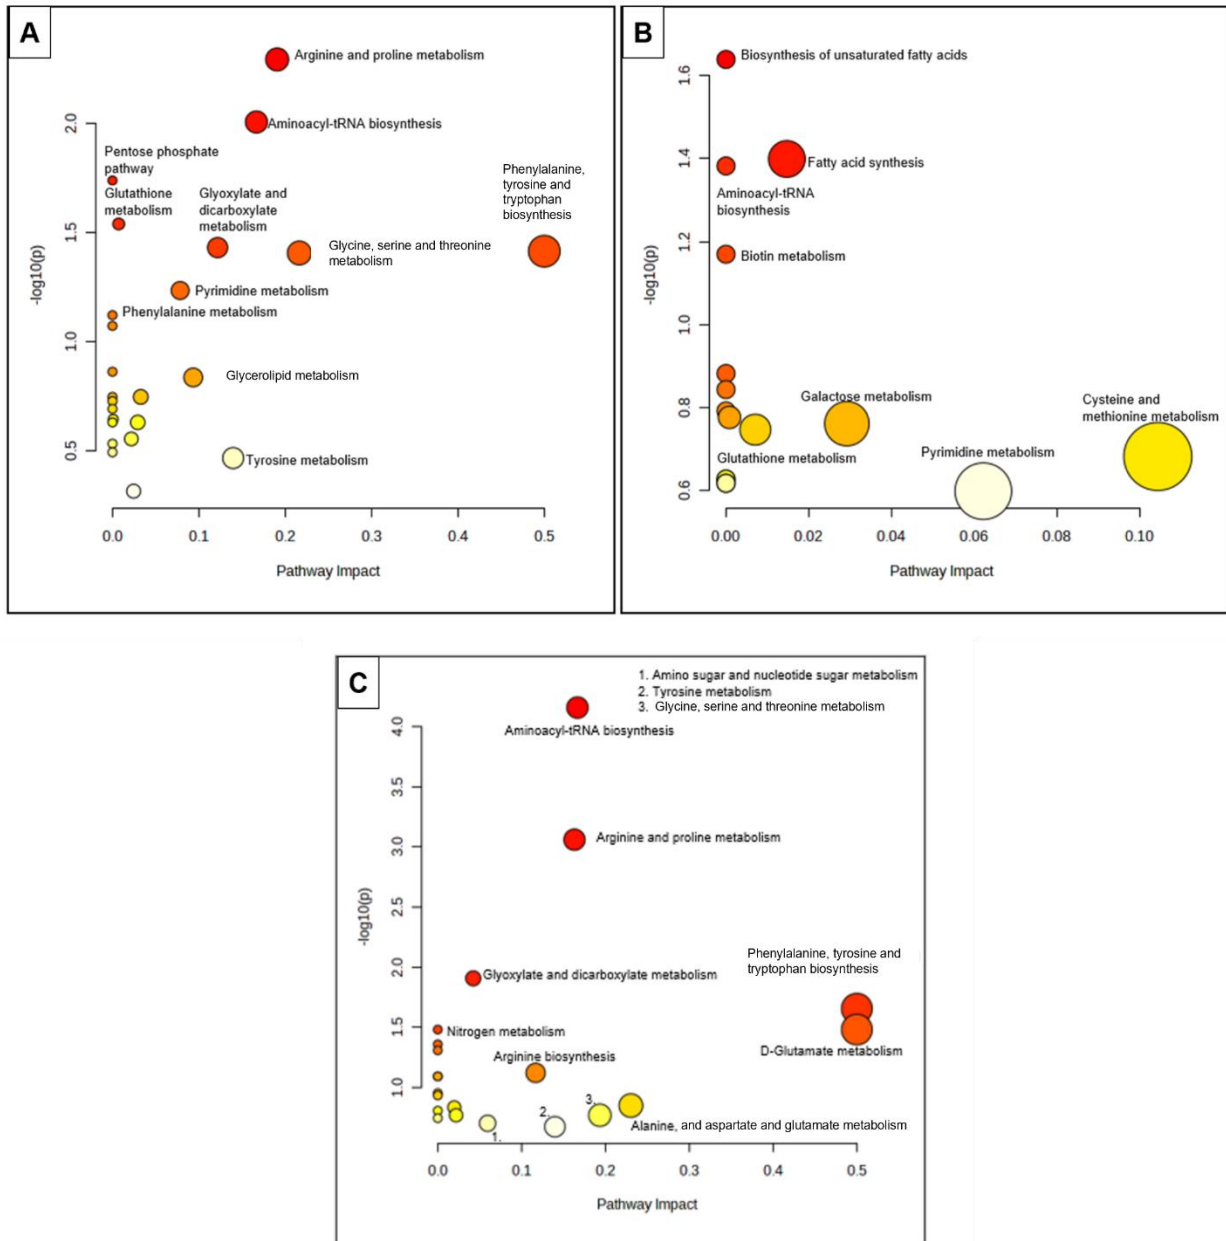 A
Arginine and proline metabolism
Aminoacyl-tRNA biosynthesis
Pentose phosphate
pathway
Glutathione
metabolism
Glyoxylate and
dicarboxylate
metabolism
Phenylalanine,
tyrosine and
tryptophan
biosynthesis
Glycine, serine and threonine
metabolism
Pyrimidine metabolism
Phenylalanine metabolism
Glycerolipid metabolism
Tyrosine metabolism
2.0
1.5
1.0
0.5
-log10(p)
0.0 0.1 0.2 0.3 0.4 0.5
Pathway Impact
B
Biosynthesis of unsaturated fatty acids
Fatty acid synthesis
Aminoacyl-tRNA
biosynthesis
Biotin metabolism
Galactose metabolism
Cysteine and
methionine metabolism
Glutathione metabolism
Pyrimidine metabolism
1.6
1.4
1.2
1.0
0.8
0.6
-log10(p)
0.00 0.02 0.04 0.06 0.08 0.10
Pathway Impact
C
1. Amino sugar and nucleotide sugar metabolism
2. Tyrosine metabolism
3. Glycine, serine and threonine metabolism
Aminoacyl-tRNA biosynthesis
Arginine and proline metabolism
Glyoxylate and dicarboxylate metabolism
Phenylalanine, tyrosine and
tryptophan biosynthesis
Nitrogen metabolism
Arginine biosynthesis
D-Glutamate metabolism
3.
2.
1.
Alanine, and aspartate and glutamate metabolism
4.0
3.5
3.0
2.5
2.0
1.5
1.0
-log10(p)
0.0 0.1 0.2 0.3 0.4 0.5
Pathway Impact